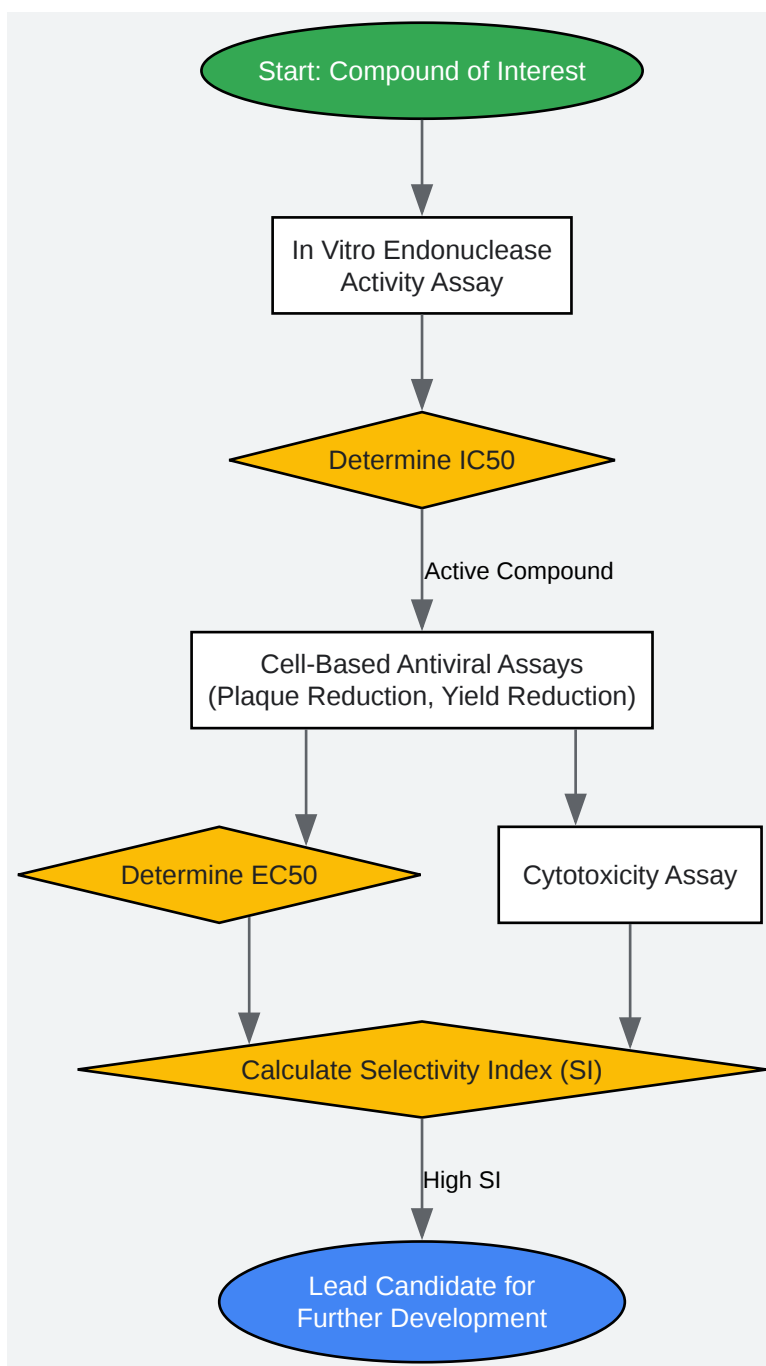 Start: Compound of Interest
In Vitro Endonuclease
Activity Assay
Determine IC50
Active Compound
Cell-Based Antiviral Assays
(Plaque Reduction, Yield Reduction)
Determine EC50
Cytotoxicity Assay
Calculate Selectivity Index (SI)
High SI
Lead Candidate for
Further Development